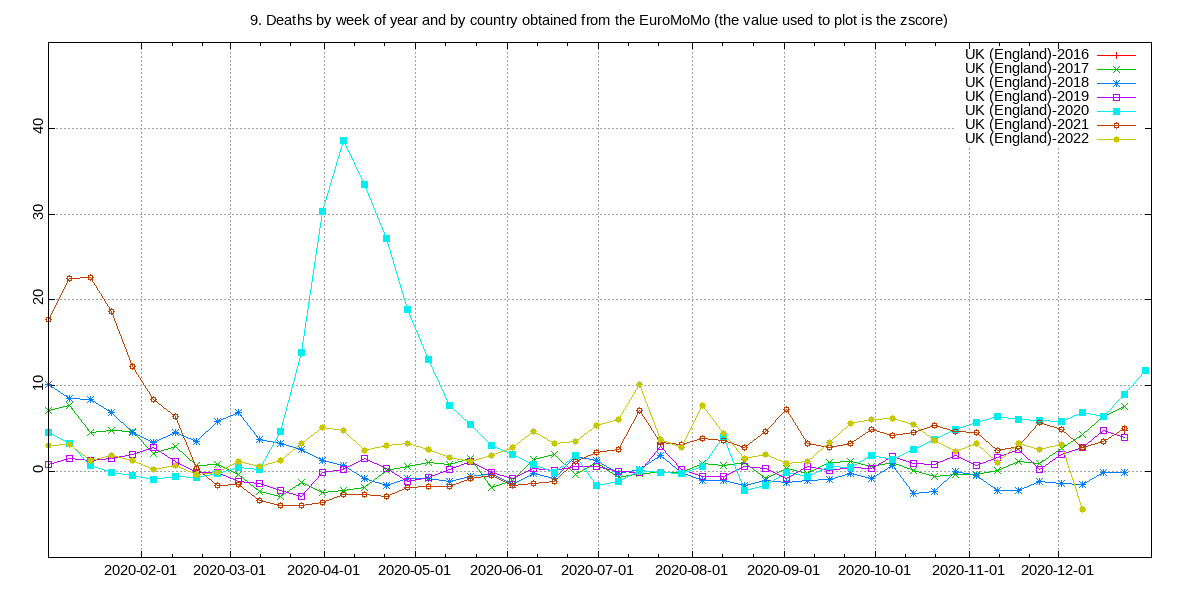 9. Deaths by week of year and by country obtained from the EuroMoMo (the value used to plot is the zscore)
UK (England)-2016
UK (England)-2017
UK (England)-2018
UK (England)-2019
UK (England)-2020
UK (England)-2021
UK (England)-2022
40
30
20
10
0
2020-02-01 2020-03-01 2020-04-01 2020-05-01 2020-06-01 2020-07-01 2020-08-01 2020-09-01 2020-10-01 2020-11-01 2020-12-01